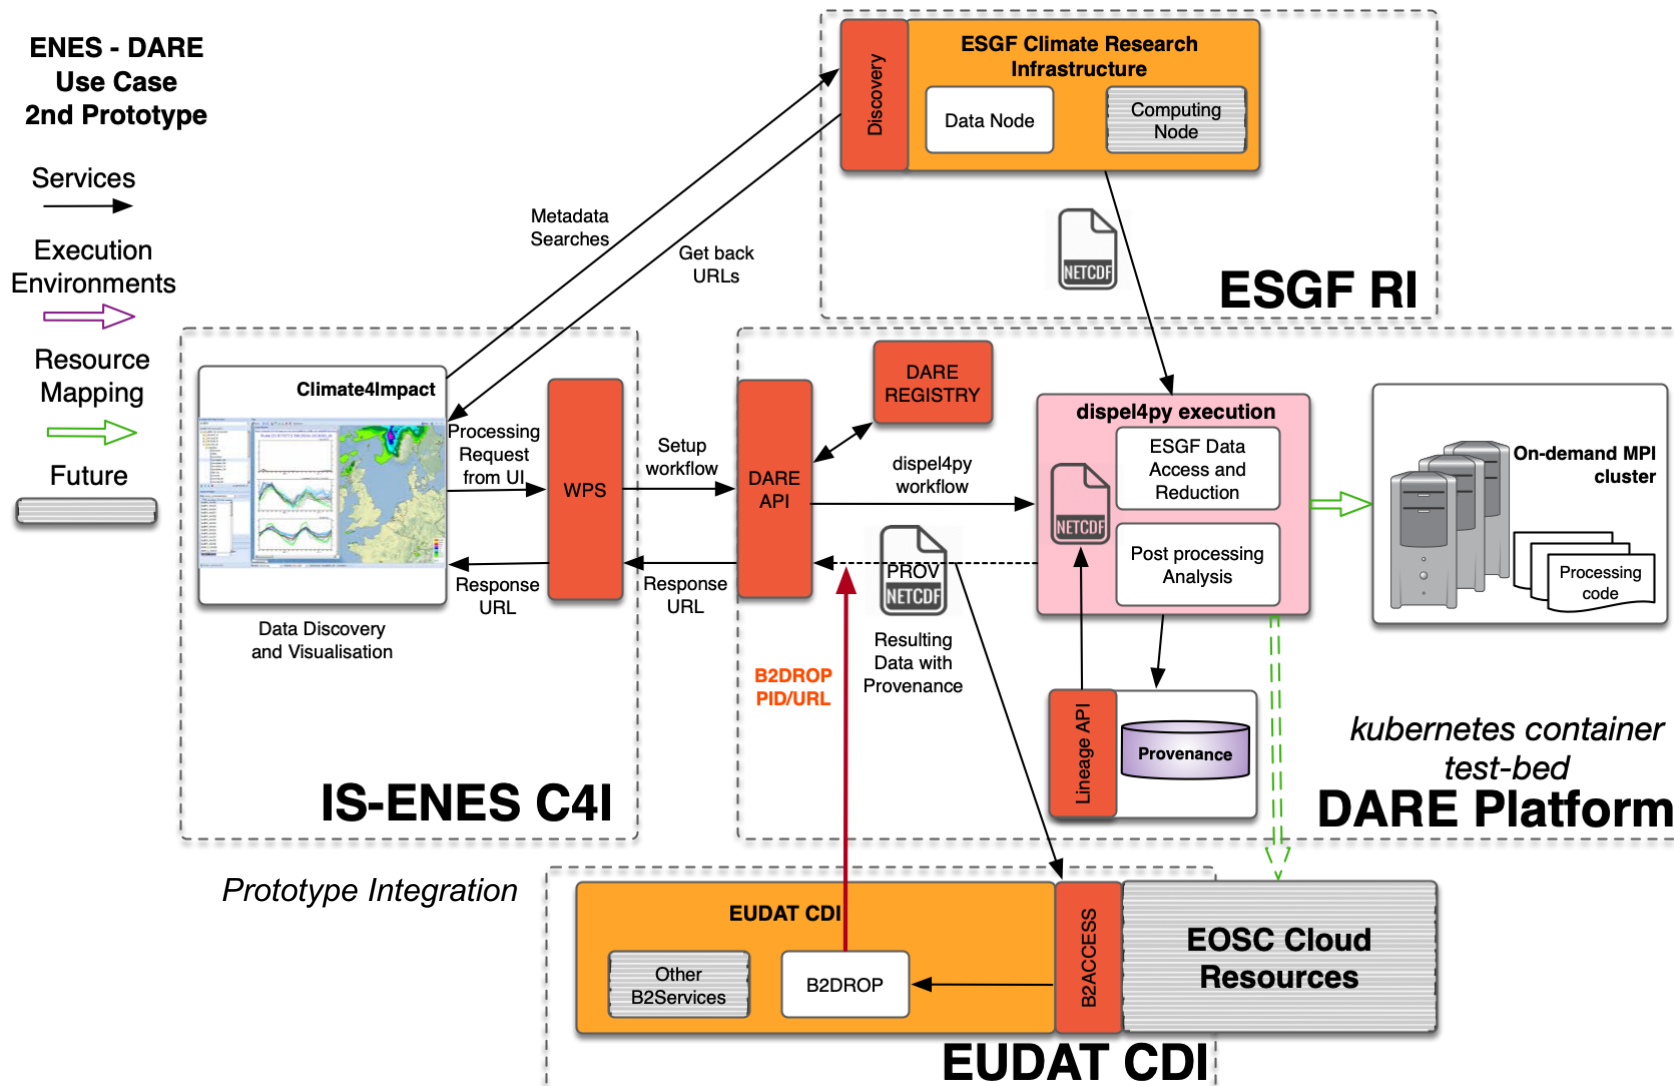 ENES - DARE
Use Case
2nd Prototype
Services
Execution
Environments
Resource
Mapping
Future
Discovery
ESGF Climate Research
Infrastructure
Data Node
Computing
Node
ESGF RI
NETCDF
Metadata
Searches
Get back
URLs
Climate4Impact
Data Discovery
and Visualisation
Processing
Request
from UI
Response
URL
WPS
IS-ENES C4I
Prototype Integration
Setup
workflow
Response
URL
DARE
API
DARE
REGISTRY
dispel4py
workflow
PROV
NETCDF
Resulting
Data with
Provenance
B2DROP
PID/URL
dispel4py execution
NETCDF
ESGF Data
Access and
Reduction
Post processing
Analysis
Lineage API
Provenance
On-demand MPI
cluster
Processing
code
kubernetes container
test-bed
DARE Platform
EUDAT CDI
Other
B2Services
B2DROP
B2ACCESS
EOSC Cloud
Resources
EUDAT CDI